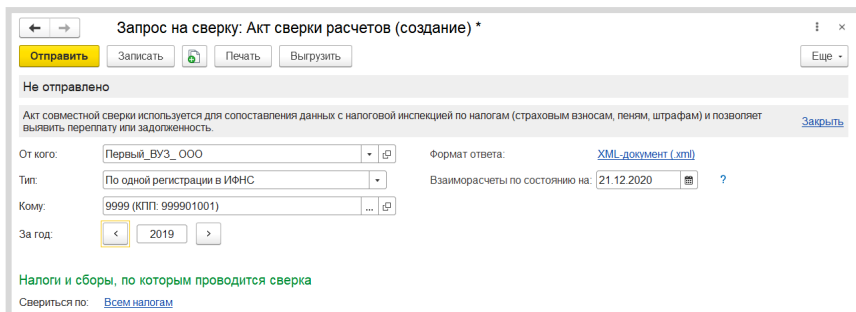 Запрос на сверку: Акт сверки расчетов (создание) *
Отправить Записать Печать Выгрузить Еще
Не отправлено
Акт совместной сверки используется для сопоставления данных с налоговой инспекцией по налогам (страховым взносам, пеням, штрафам) и позволяет
выявить переплату или задолженность. Закрыть
От кого: Первый_ВУЗ_ ООО Формат ответа: XML-документ (.xml)
Тип: По одной регистрации в ИФНС Взаиморасчеты по состоянию на: 21.12.2020 ?
Кому: 9999 (КПП: 999901001) ...
За год: < 2019 >
Налоги и сборы, по которым проводится сверка
Свериться по: Всем налогам